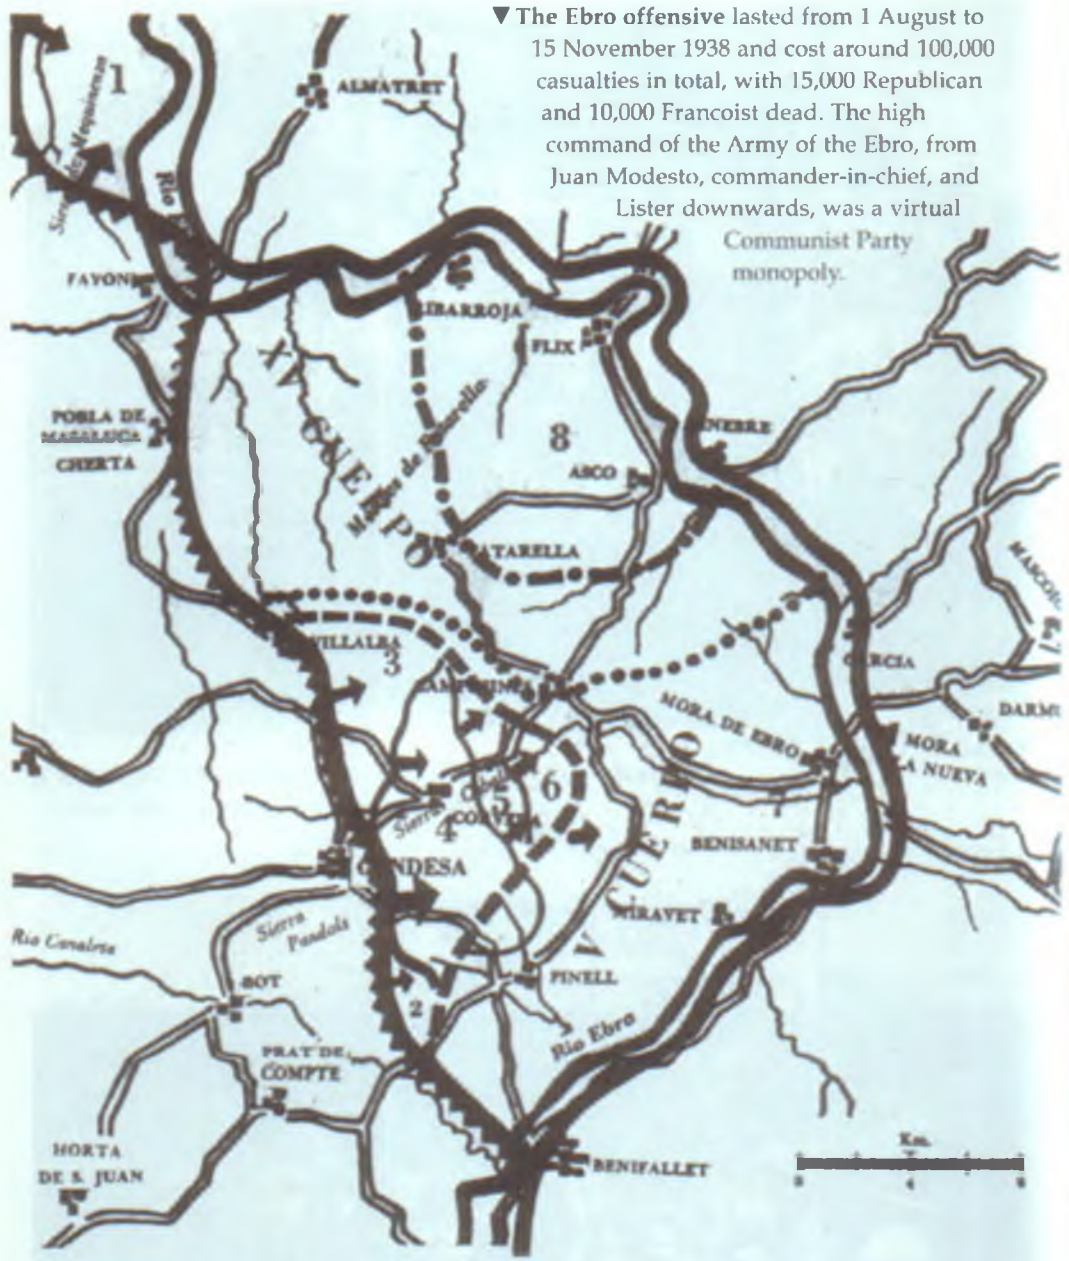 ▼ The Ebro offensive lasted from 1 August to
15 November 1938 and cost around 100,000
casualties in total, with 15,000 Republican
and 10,000 Francoist dead. The high
command of the Army of the Ebro, from
Juan Modesto, commander-in-chief, and
Lister downwards, was a virtual
Communist Party
monopoly.
1
ALMATRET
Rio
FAYON
RIBARROJA
FLIX
XV CUERPO
POBLA DE
MASALUCA
CHERTA
8
ASCO
VILLALBA
3
GARCIA
MORA DE EBRO
MORA
LA NUEVA
DARM
Sierra
4
5
6
7
V CUERPO
BENISANET
GANDESA
MIRAVET
Sierra
Pandols
Rio Canaleta
BOT
PINELL
2
Rio Ebro
PRAT DE
COMPTE
HORTA
DE S. JUAN
BENIFALLET
Km.
0 4